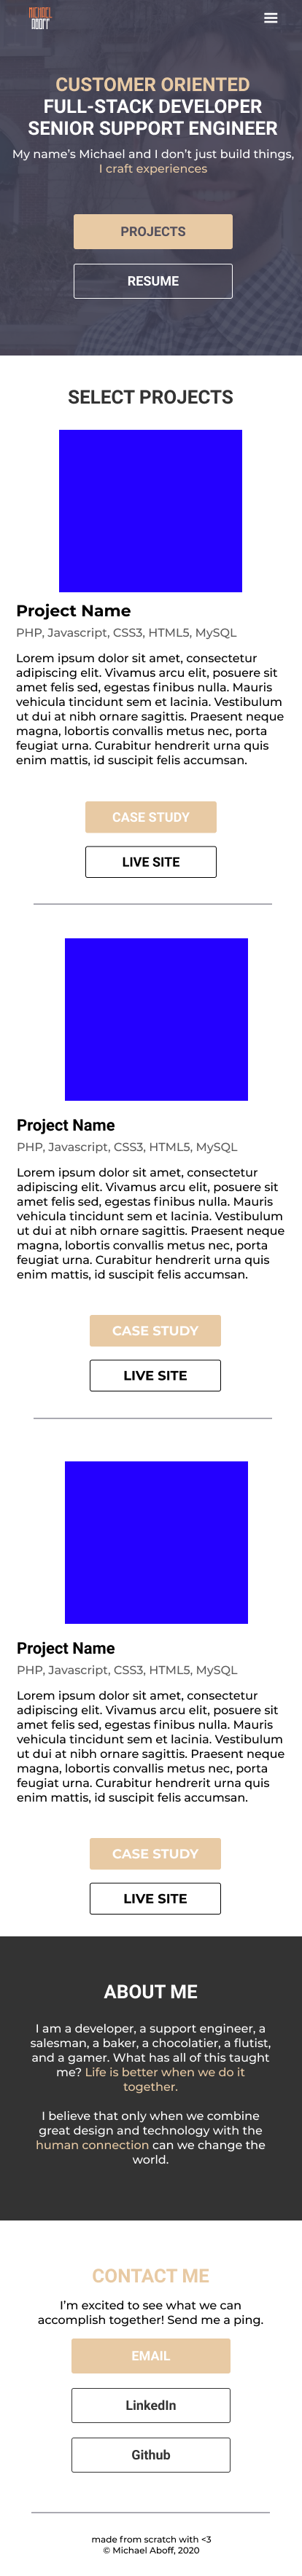 MICHAEL
ABOFF
CUSTOMER ORIENTED
FULL-STACK DEVELOPER
SENIOR SUPPORT ENGINEER
My name’s Michael and I don’t just build things,
I craft experiences
PROJECTS
RESUME
SELECT PROJECTS
Project Name
PHP, Javascript, CSS3, HTML5, MySQL
Lorem ipsum dolor sit amet, consectetur
adipiscing elit. Vivamus arcu elit, posuere sit
amet felis sed, egestas finibus nulla. Mauris
vehicula tincidunt sem et lacinia. Vestibulum
ut dui at nibh ornare sagittis. Praesent neque
magna, lobortis convallis metus nec, porta
feugiat urna. Curabitur hendrerit urna quis
enim mattis, id suscipit felis accumsan.
CASE STUDY
LIVE SITE
Project Name
PHP, Javascript, CSS3, HTML5, MySQL
Lorem ipsum dolor sit amet, consectetur
adipiscing elit. Vivamus arcu elit, posuere sit
amet felis sed, egestas finibus nulla. Mauris
vehicula tincidunt sem et lacinia. Vestibulum
ut dui at nibh ornare sagittis. Praesent neque
magna, lobortis convallis metus nec, porta
feugiat urna. Curabitur hendrerit urna quis
enim mattis, id suscipit felis accumsan.
CASE STUDY
LIVE SITE
Project Name
PHP, Javascript, CSS3, HTML5, MySQL
Lorem ipsum dolor sit amet, consectetur
adipiscing elit. Vivamus arcu elit, posuere sit
amet felis sed, egestas finibus nulla. Mauris
vehicula tincidunt sem et lacinia. Vestibulum
ut dui at nibh ornare sagittis. Praesent neque
magna, lobortis convallis metus nec, porta
feugiat urna. Curabitur hendrerit urna quis
enim mattis, id suscipit felis accumsan.
CASE STUDY
LIVE SITE
ABOUT ME
I am a developer, a support engineer, a
salesman, a baker, a chocolatier, a flutist,
and a gamer. What has all of this taught
me? Life is better when we do it
together.
I believe that only when we combine
great design and technology with the
human connection can we change the
world.
CONTACT ME
I’m excited to see what we can
accomplish together! Send me a ping.
EMAIL
LinkedIn
Github
made from scratch with <3
© Michael Aboff, 2020